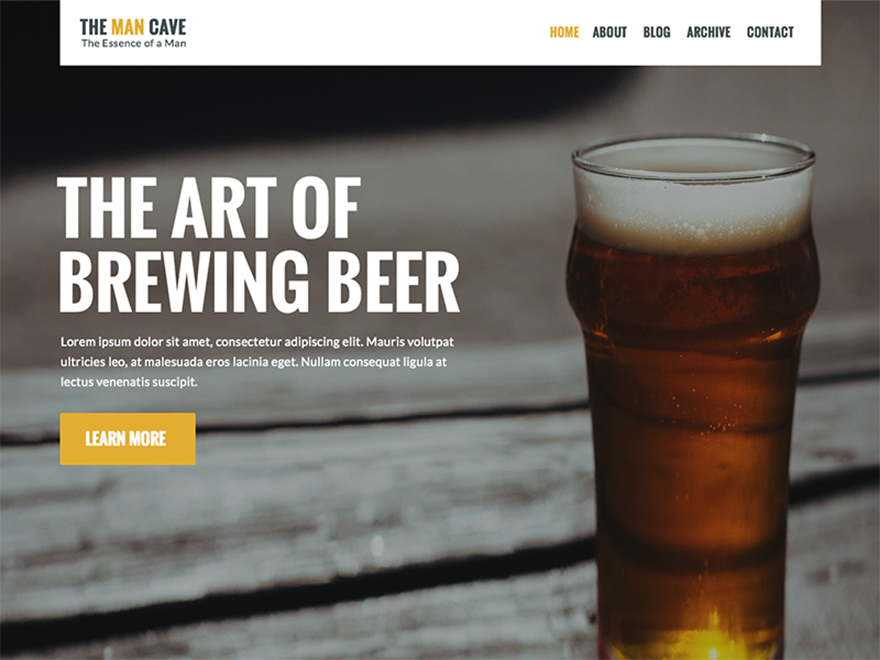 THE MAN CAVE
The Essence of a Man
HOME ABOUT BLOG ARCHIVE CONTACT
THE ART OF
BREWING BEER
Lorem ipsum dolor sit amet, consectetur adipiscing elit. Mauris volutpat
ultricies leo, at malesuada eros lacinia eget. Nullam consequat ligula at
lectus venenatis suscipit.
LEARN MORE